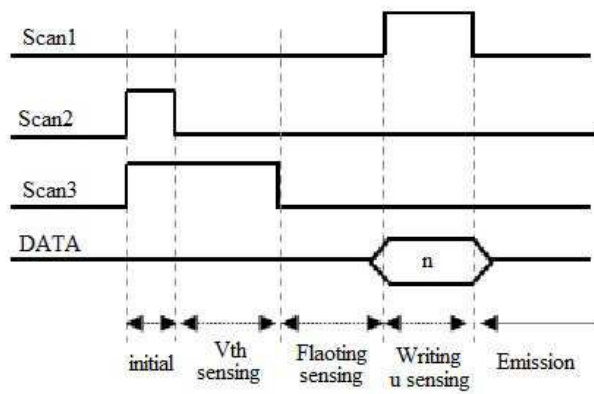 Scan1
Scan2
Scan3
DATA
n
initial
Vth
sensing
Flaoting
sensing
Writing
u sensing
Emission